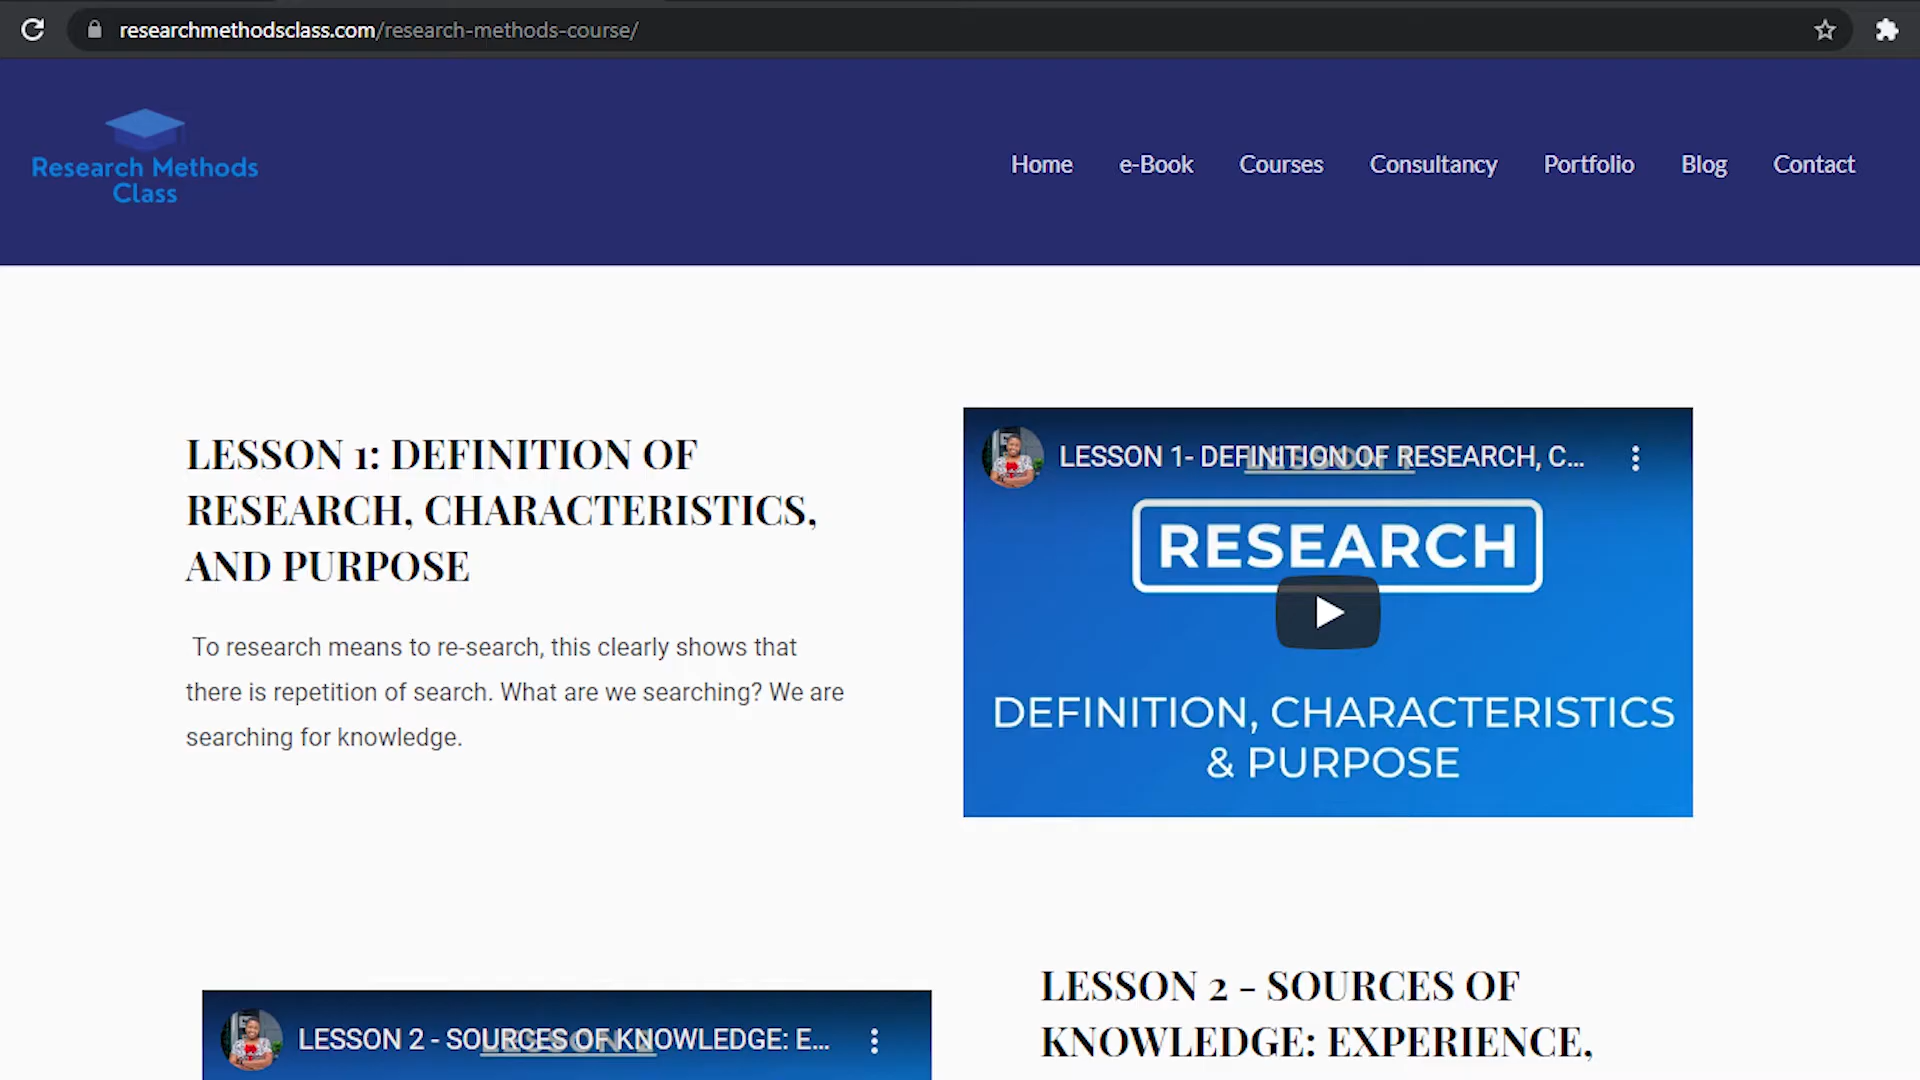 researchmethodsclass.com/research-methods-course/
Research Methods
Class
Home e-Book Courses Consultancy Portfolio Blog Contact
LESSON 1: DEFINITION OF
RESEARCH, CHARACTERISTICS,
AND PURPOSE
To research means to re-search, this clearly shows that
there is repetition of search. What are we searching? We are
searching for knowledge.
LESSON 1- DEFINITION OF RESEARCH, C...
RESEARCH
DEFINITION, CHARACTERISTICS
& PURPOSE
LESSON 2 - SOURCES OF KNOWLEDGE: E...
LESSON 2 - SOURCES OF
KNOWLEDGE: EXPERIENCE,